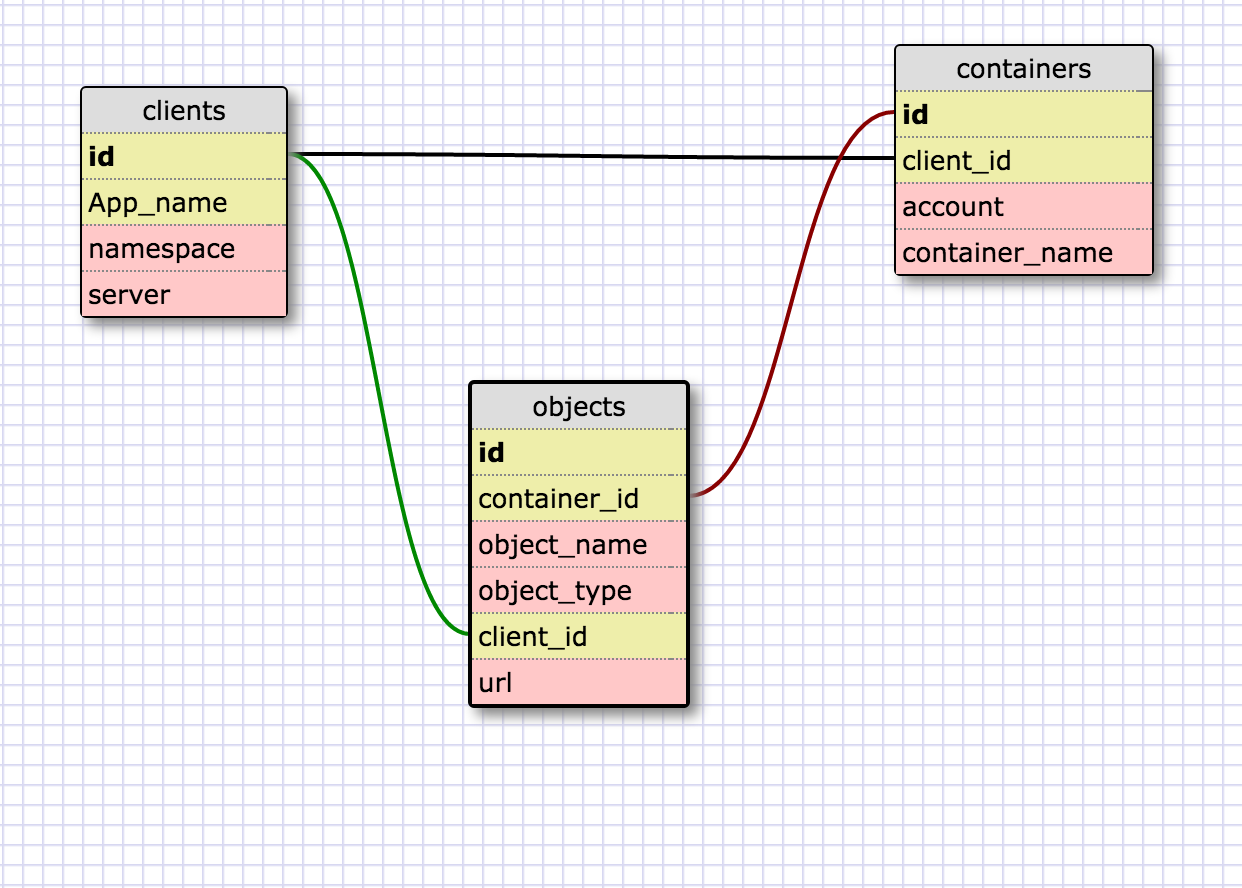 clients
id
App_name
namespace
server
containers
id
client_id
account
container_name
objects
id
container_id
object_name
object_type
client_id
url